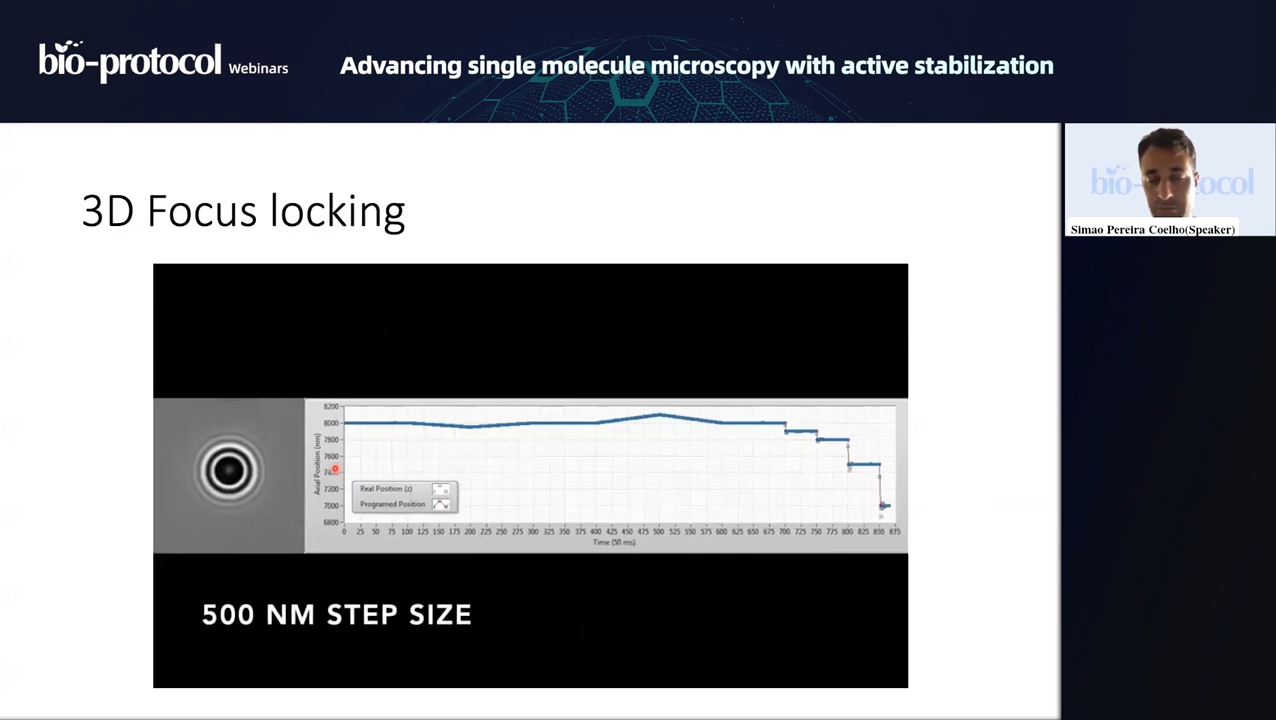 bio-protocol Webinars
Advancing single molecule microscopy with active stabilization
3D Focus locking
Simao Pereira Coelho(Speaker)
8200
8000
7800
7600
7200
7000
6800
Axial Position (nm)
Real Position (z)
Programed Position
0 25 50 75 100 125 150 175 200 225 250 275 300 325 350 375 400 425 450 475 500 525 550 575 600 625 650 675 700 725 750 775 800 825 850 875
Time (50 ms)
500 NM STEP SIZE